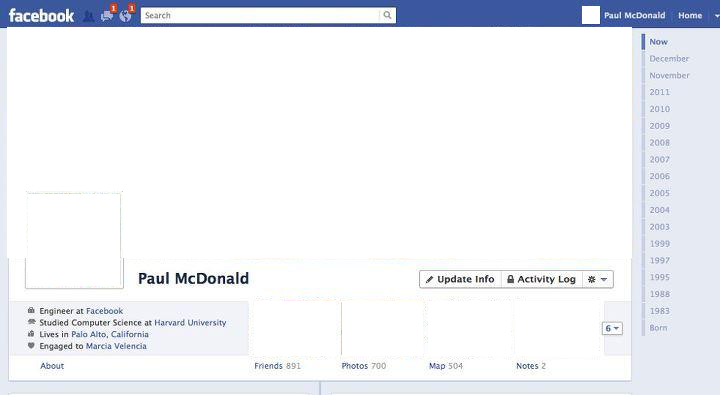 facebook 1 1 Search Paul McDonald Home
Now
December
November
2011
2010
2009
2008
2007
2006
2005
2004
2003
1999
1997
1995
1988
1983
Born
Paul McDonald Update Info Activity Log
Engineer at Facebook
Studied Computer Science at Harvard University
Lives in Palo Alto, California
Engaged to Marcia Velencia
6
About Friends 891 Photos 700 Map 504 Notes 2